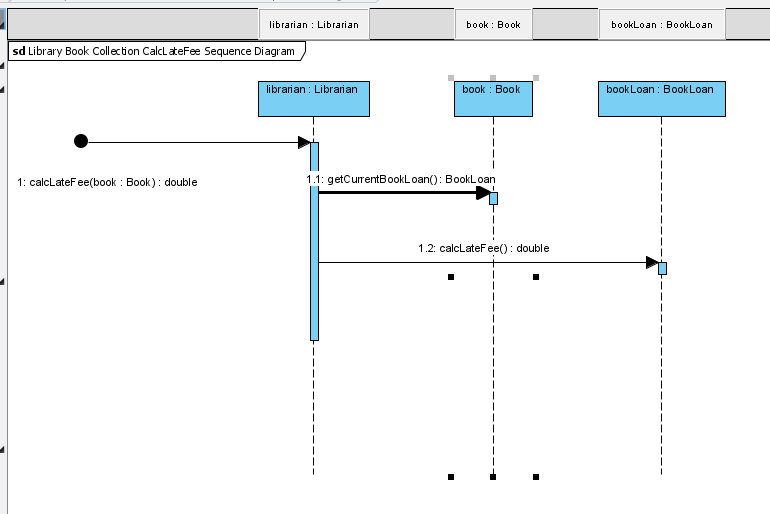 librarian : Librarian
book : Book
bookLoan : BookLoan
sd Library Book Collection CalcLateFee Sequence Diagram
librarian : Librarian
book : Book
bookLoan : BookLoan
1: calcLateFee(book : Book) : double
1.1: getCurrentBookLoan() : BookLoan
1.2: calcLateFee() : double